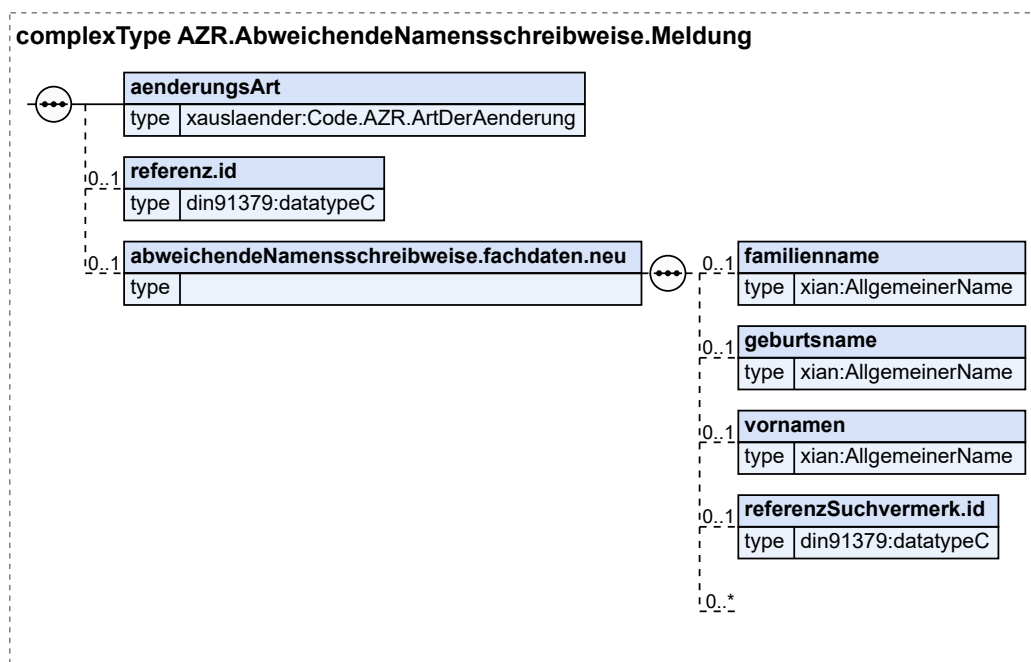 complexType AZR.AbweichendeNamensschreibweise.Meldung
aenderungsArt
type xauslaender:Code.AZR.ArtDerAenderung
0..1 referenz.id
type din91379:datatypeC
0..1 abweichendeNamensschreibweise.fachdaten.neu
type
0..1 familienname
type xian:AllgemeinerName
0..1 geburtsname
type xian:AllgemeinerName
0..1 vornamen
type xian:AllgemeinerName
0..1 referenzSuchvermerk.id
type din91379:datatypeC
0..*